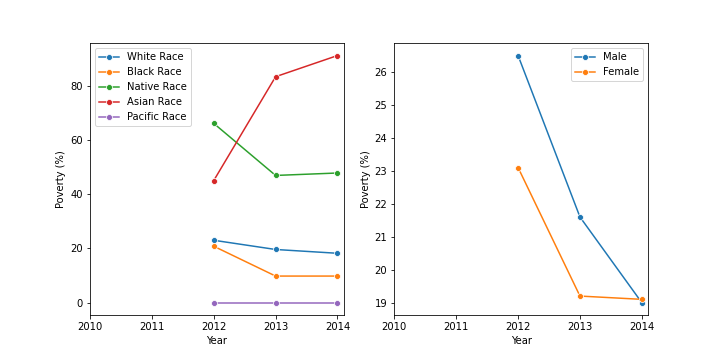 White Race
Black Race
Native Race
Asian Race
Pacific Race
Poverty (%)
80
60
40
20
0
2010 2011 2012 2013 2014
Year
Male
Female
Poverty (%)
26
25
24
23
22
21
20
19
2010 2011 2012 2013 2014
Year